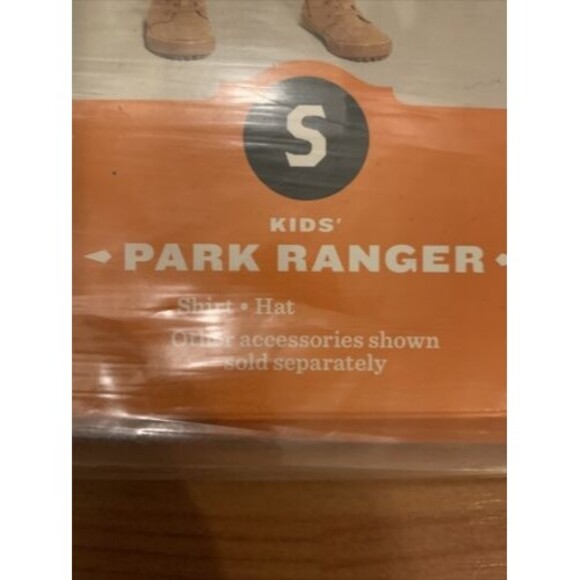 S
KIDS'
PARK RANGER
Shirt • Hat
Other accessories shown
sold separately